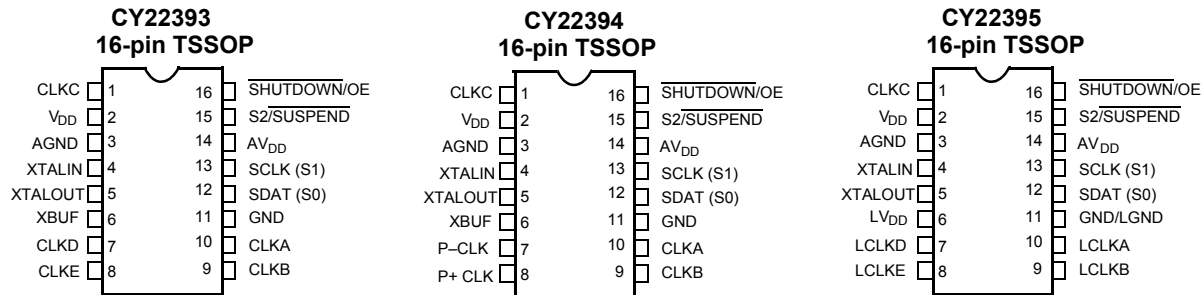 CY22393
16-pin TSSOP
CLKC 1 16 SHUTDOWN/OE
VDD 2 15 S2/SUSPEND
AGND 3 14 AVDD
XTALIN 4 13 SCLK (S1)
XTALOUT 5 12 SDAT (S0)
XBUF 6 11 GND
CLKD 7 10 CLKA
CLKE 8 9 CLKB
CY22394
16-pin TSSOP
CLKC 1 16 SHUTDOWN/OE
VDD 2 15 S2/SUSPEND
AGND 3 14 AVDD
XTALIN 4 13 SCLK (S1)
XTALOUT 5 12 SDAT (S0)
XBUF 6 11 GND
P–CLK 7 10 CLKA
P+ CLK 8 9 CLKB
CY22395
16-pin TSSOP
CLKC 1 16 SHUTDOWN/OE
VDD 2 15 S2/SUSPEND
AGND 3 14 AVDD
XTALIN 4 13 SCLK (S1)
XTALOUT 5 12 SDAT (S0)
LVDD 6 11 GND/LGND
LCLKD 7 10 LCLKA
LCLKE 8 9 LCLKB